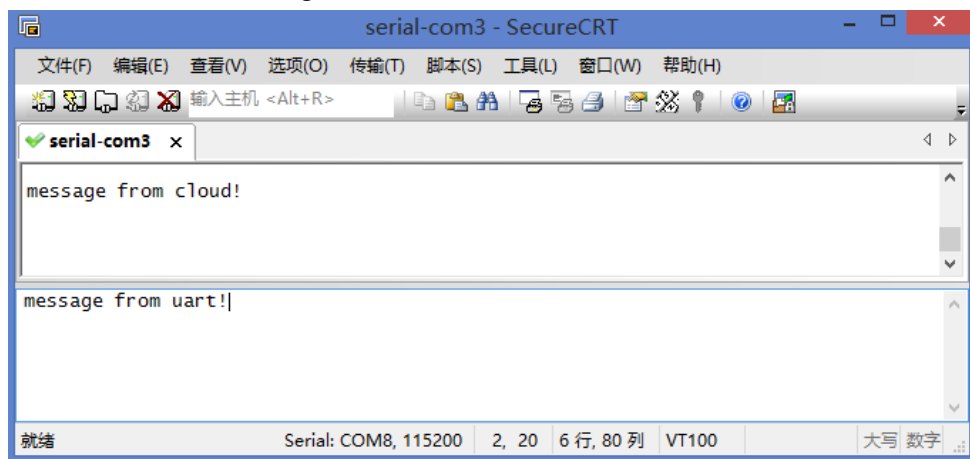 serial-com3 - SecureCRT
文件(F) 编辑(E) 查看(V) 选项(O) 传输(T) 脚本(S) 工具(L) 窗口(W) 帮助(H)
输入主机 <Alt+R>
serial-com3 x
message from cloud!
message from uart!
就绪 Serial: COM8, 115200 2, 20 6 行, 80 列 VT100 大写 数字